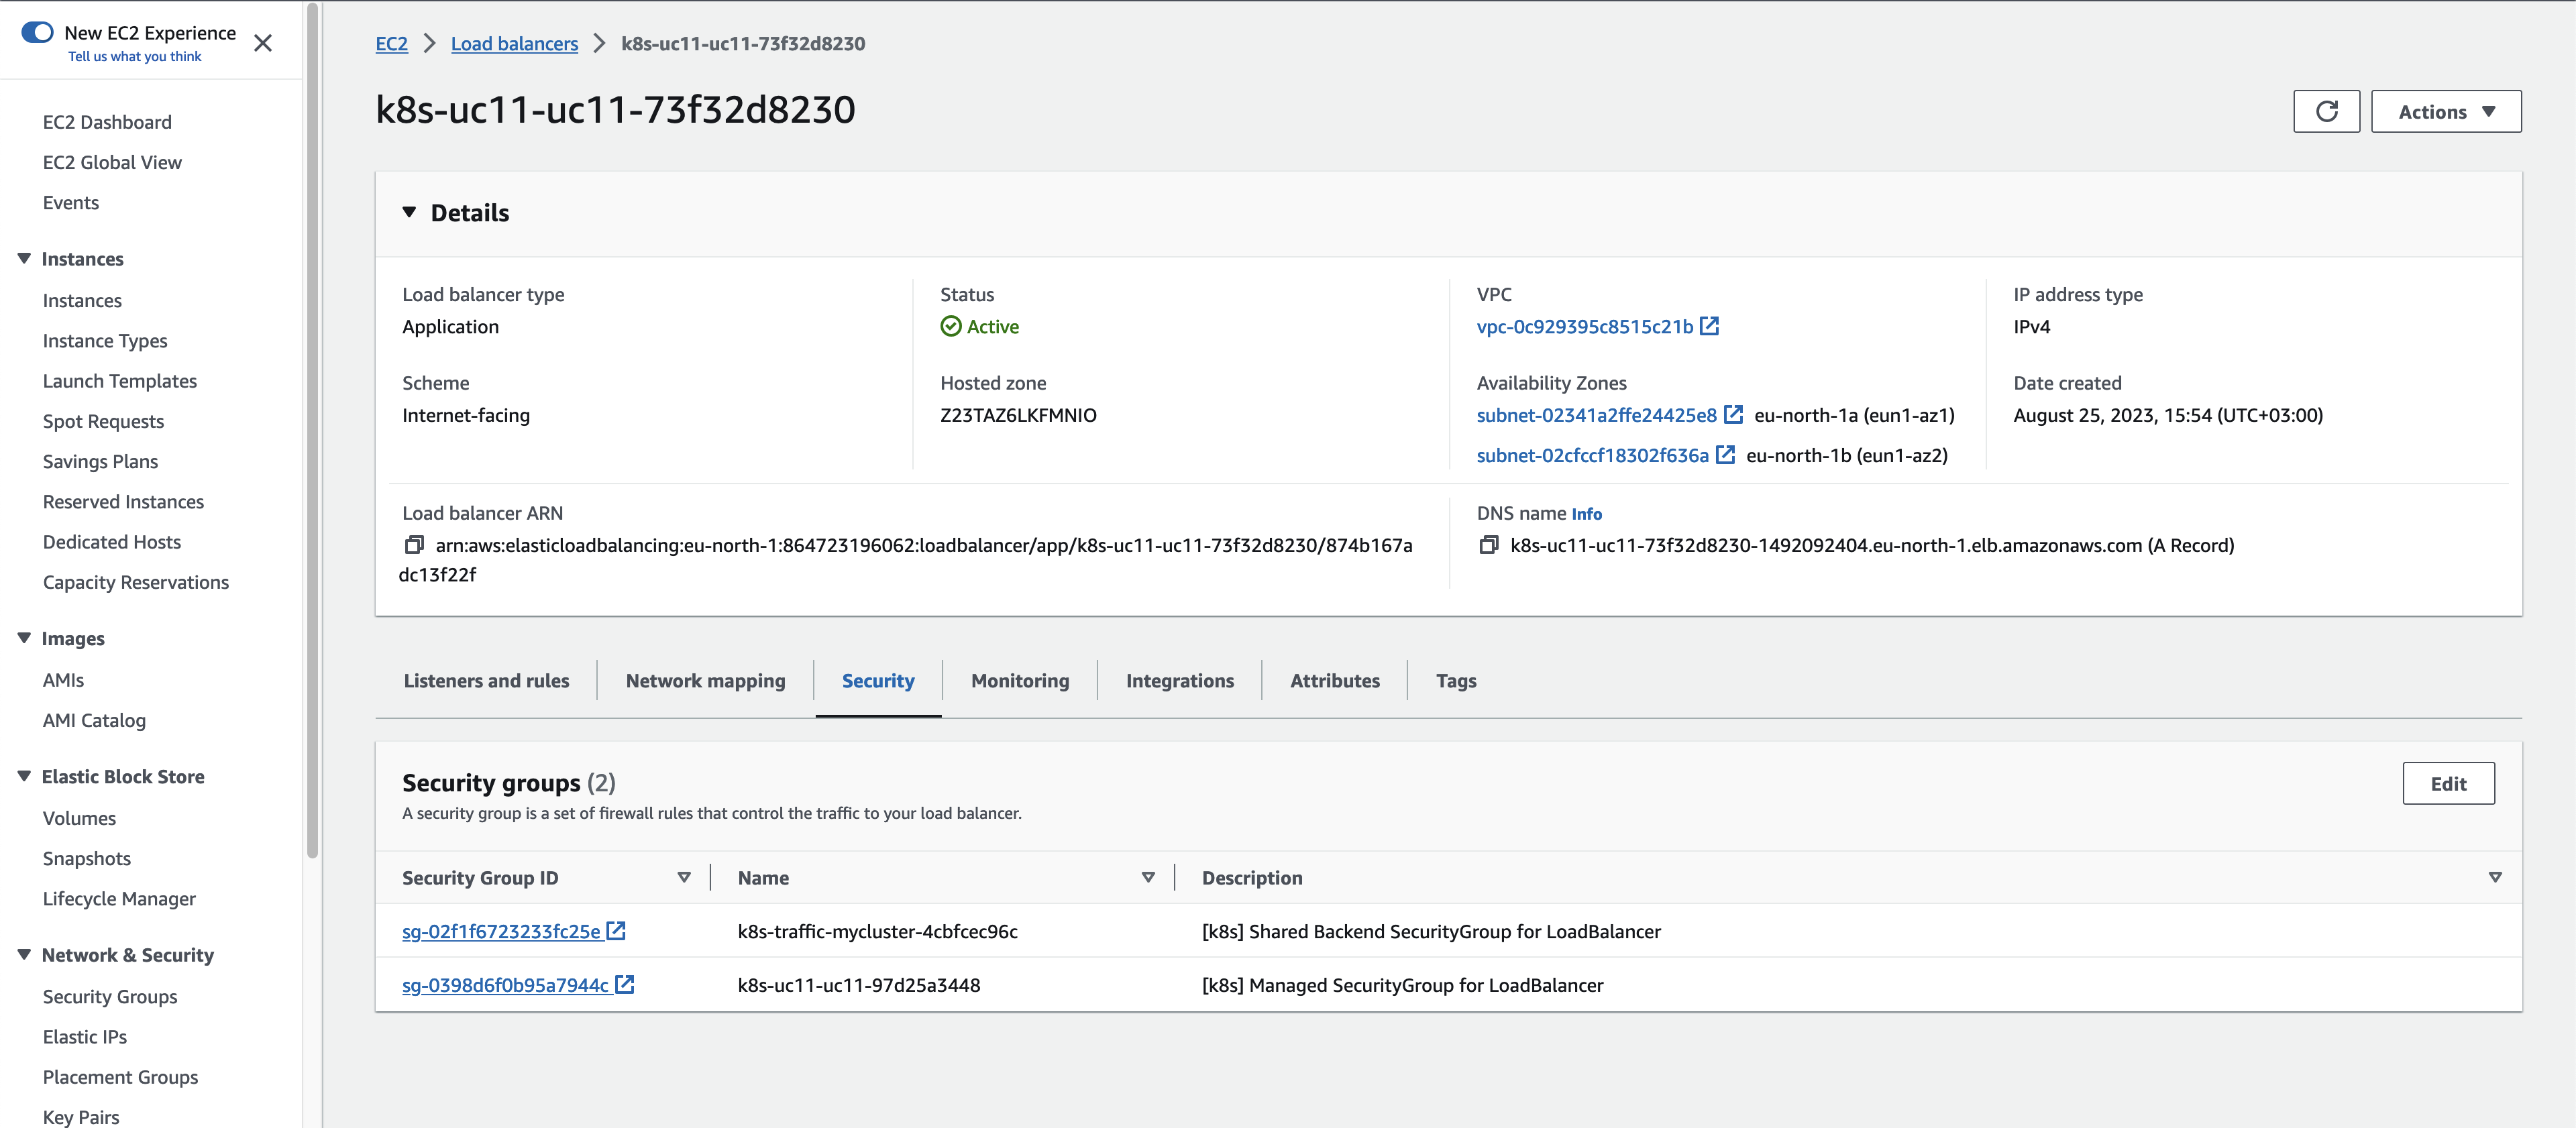 New EC2 Experience
Tell us what you think
EC2 Dashboard
EC2 Global View
Events
Instances
Instances
Instance Types
Launch Templates
Spot Requests
Savings Plans
Reserved Instances
Dedicated Hosts
Capacity Reservations
Images
AMIs
AMI Catalog
Elastic Block Store
Volumes
Snapshots
Lifecycle Manager
Network & Security
Security Groups
Elastic IPs
Placement Groups
Key Pairs
EC2 > Load balancers > k8s-uc11-uc11-73f32d8230
k8s-uc11-uc11-73f32d8230
Actions
Details
Load balancer type
Application
Status
Active
VPC
vpc-0c929395c8515c21b
IP address type
IPv4
Scheme
Internet-facing
Hosted zone
Z23TAZ6LKFMNIO
Availability Zones
subnet-02341a2ffe24425e8 eu-north-1a (eun1-az1)
subnet-02cfccf18302f636a eu-north-1b (eun1-az2)
Date created
August 25, 2023, 15:54 (UTC+03:00)
Load balancer ARN
arn:aws:elasticloadbalancing:eu-north-1:864723196062:loadbalancer/app/k8s-uc11-uc11-73f32d8230/874b167a
dc13f22f
DNS name Info
k8s-uc11-uc11-73f32d8230-1492092404.eu-north-1.elb.amazonaws.com (A Record)
Listeners and rules Network mapping Security Monitoring Integrations Attributes Tags
Security groups (2)
A security group is a set of firewall rules that control the traffic to your load balancer.
Edit
Security Group ID Name Description
sg-02f1f6723233fc25e k8s-traffic-mycluster-4cbfcec96c [k8s] Shared Backend SecurityGroup for LoadBalancer
sg-0398d6f0b95a7944c k8s-uc11-uc11-97d25a3448 [k8s] Managed SecurityGroup for LoadBalancer